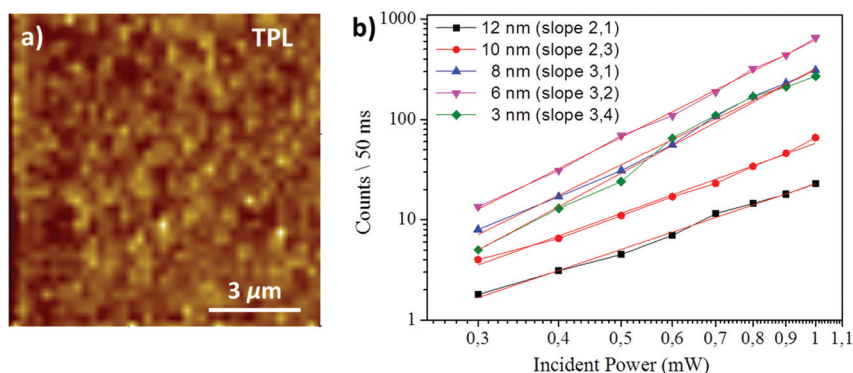 a)
TPL
3 μm
b)
1000
100
10
1
Counts \ 50 ms
12 nm (slope 2,1)
10 nm (slope 2,3)
8 nm (slope 3,1)
6 nm (slope 3,2)
3 nm (slope 3,4)
0,3 0,4 0,5 0,6 0,7 0,8 0,9 1 1,1
Incident Power (mW)